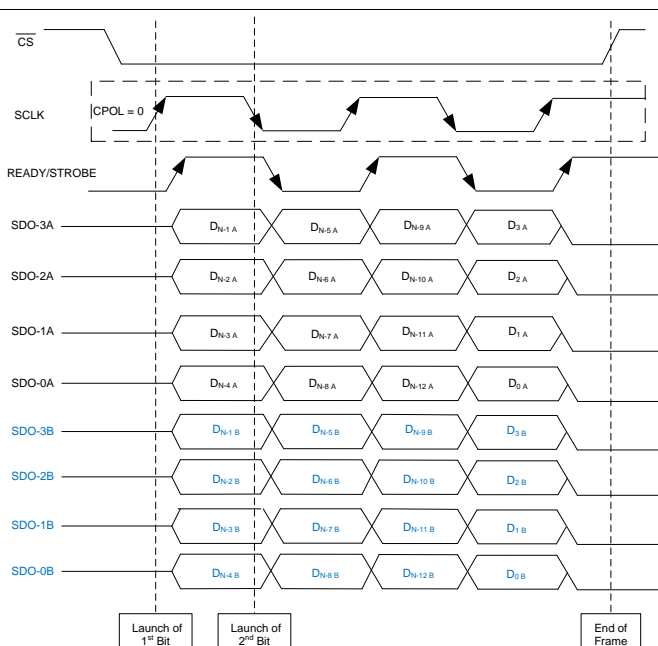 CS
SCLK
CPOL = 0
READY/STROBE
SDO-3A DN-1 A DN-5 A DN-9 A D3 A
SDO-2A DN-2 A DN-6 A DN-10 A D2 A
SDO-1A DN-3 A DN-7 A DN-11 A D1 A
SDO-0A DN-4 A DN-8 A DN-12 A D0 A
SDO-3B DN-1 B DN-5 B DN-9 B D3 B
SDO-2B DN-2 B DN-6 B DN-10 B D2 B
SDO-1B DN-3 B DN-7 B DN-11 B D1 B
SDO-0B DN-4 B DN-8 B DN-12 B D0 B
Launch of
1st Bit
Launch of
2nd Bit
End of
Frame